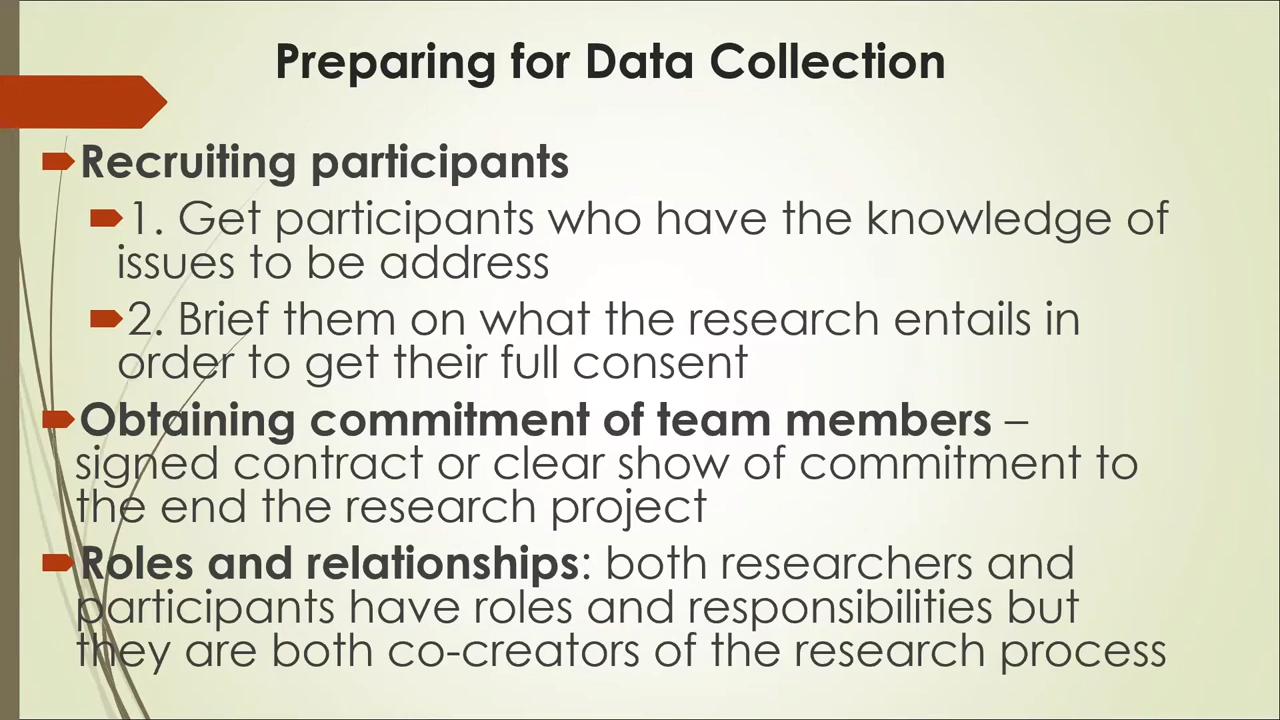 Preparing for Data Collection
Recruiting participants
1. Get participants who have the knowledge of
issues to be address
2. Brief them on what the research entails in
order to get their full consent
Obtaining commitment of team members –
signed contract or clear show of commitment to
the end the research project
Roles and relationships: both researchers and
participants have roles and responsibilities but
they are both co-creators of the research process